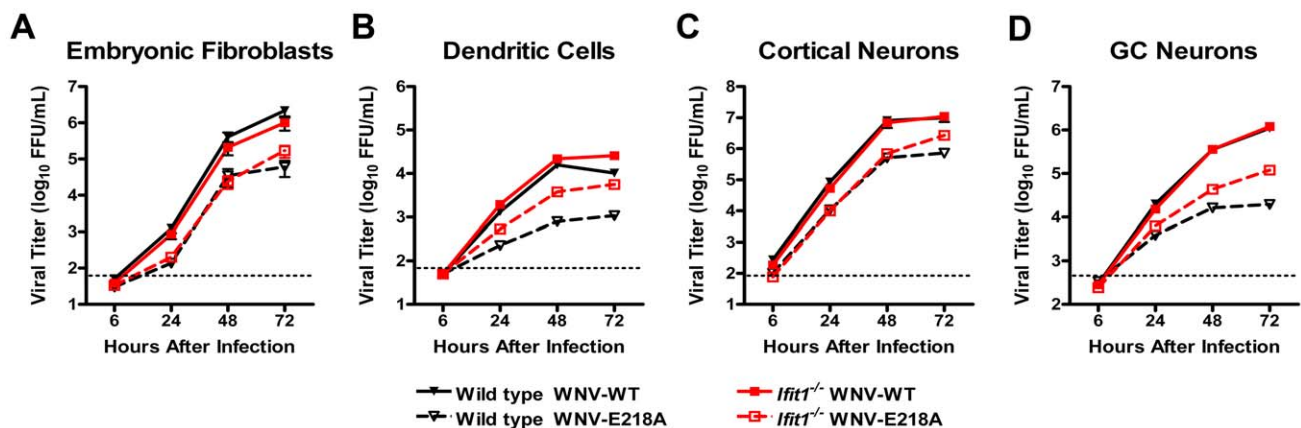 A
Embryonic Fibroblasts
Viral Titer (log10 FFU/mL)
7
6
5
4
3
2
1
6 24 48 72
Hours After Infection
B
Dendritic Cells
Viral Titer (log10 FFU/mL)
6
5
4
3
2
1
6 24 48 72
Hours After Infection
C
Cortical Neurons
Viral Titer (log10 FFU/mL)
8
7
6
5
4
3
2
1
6 24 48 72
Hours After Infection
D
GC Neurons
Viral Titer (log10 FFU/mL)
7
6
5
4
3
2
6 24 48 72
Hours After Infection
Wild type WNV-WT
Wild type WNV-E218A
Ifit1-/- WNV-WT
Ifit1-/- WNV-E218A